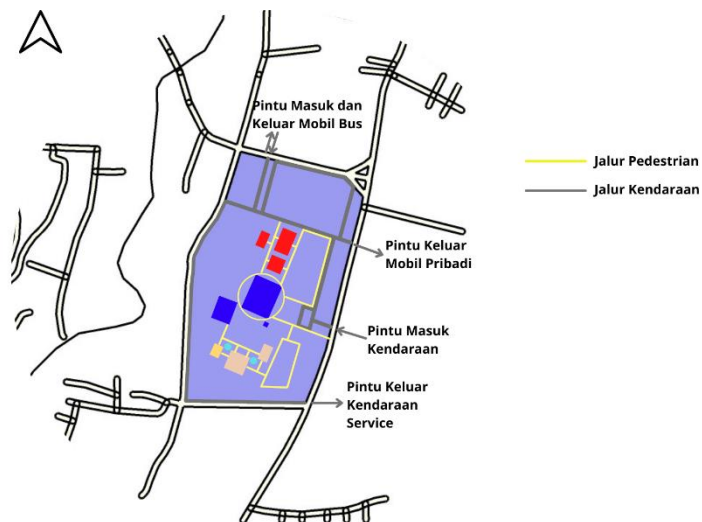 Pintu Masuk dan
Keluar Mobil Bus
Jalur Pedestrian
Jalur Kendaraan
Pintu Keluar
Mobil Pribadi
Pintu Masuk
Kendaraan
Pintu Keluar
Kendaraan
Service